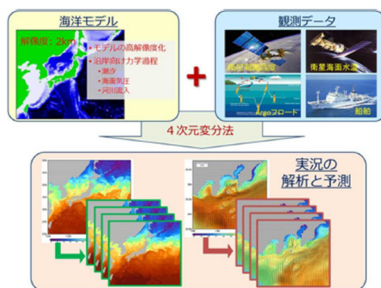 海洋モデル
解像度: 2km
• モデルの高解像度化
• 沿岸向け力学過程
• 潮汐
• 海面気圧
• 河川流入
観測データ
衛星海面水温
Argoフロート
船舶
4次元変分法
実況の
解析と予測